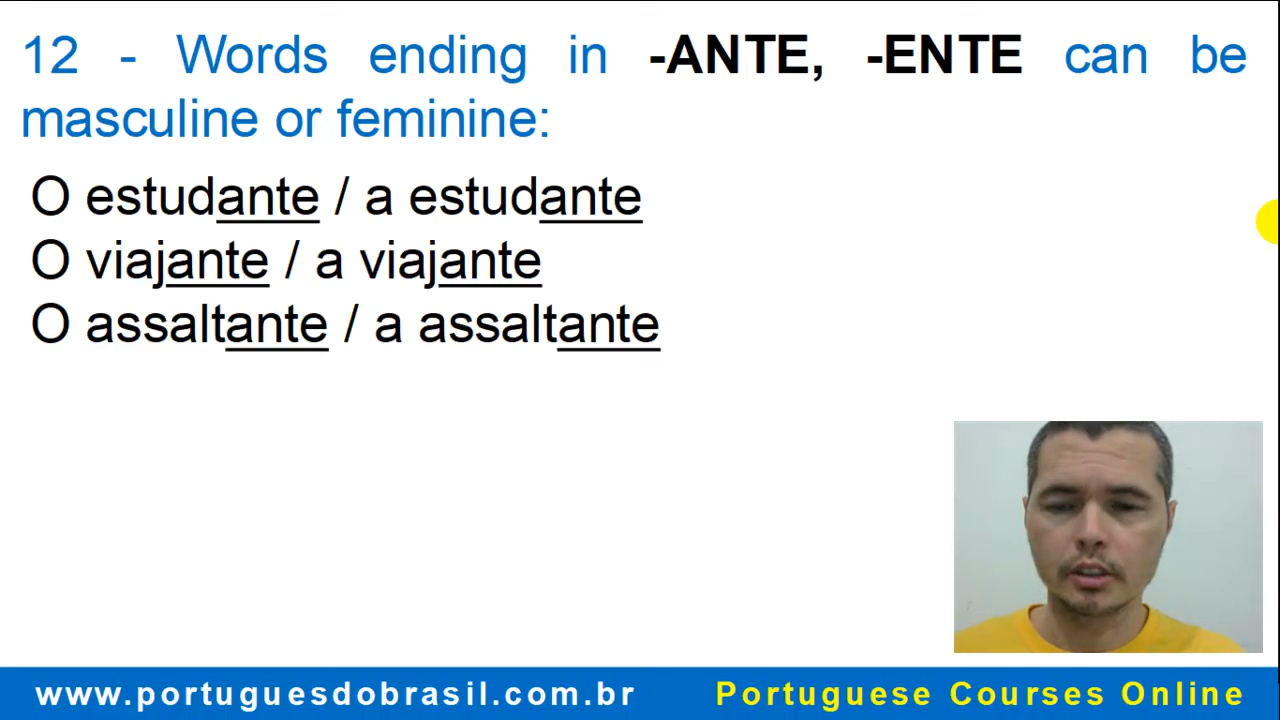 12 - Words ending in -ANTE, -ENTE can be
masculine or feminine:
O estudante / a estudante
O viajante / a viajante
O assaltante / a assaltante
www.portuguesdobrasil.com.br Portuguese Courses Online